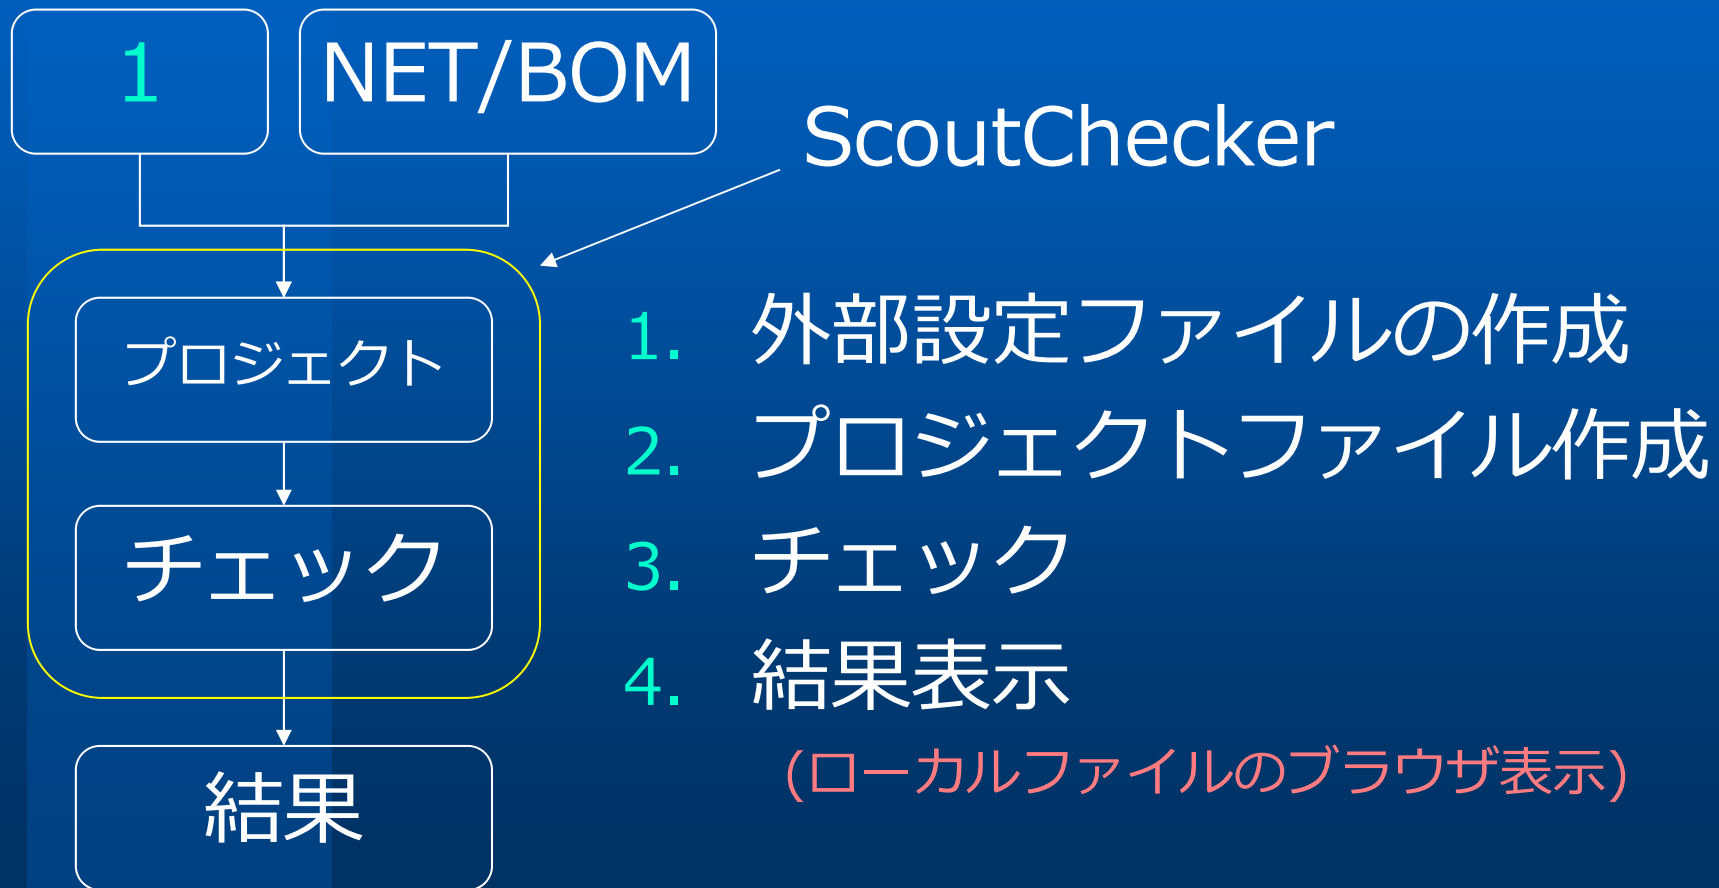 1
NET/BOM
ScoutChecker
プロジェクト
チェック
結果
1. 外部設定ファイルの作成
2. プロジェクトファイル作成
3. チェック
4. 結果表示
(ローカルファイルのブラウザ表示)